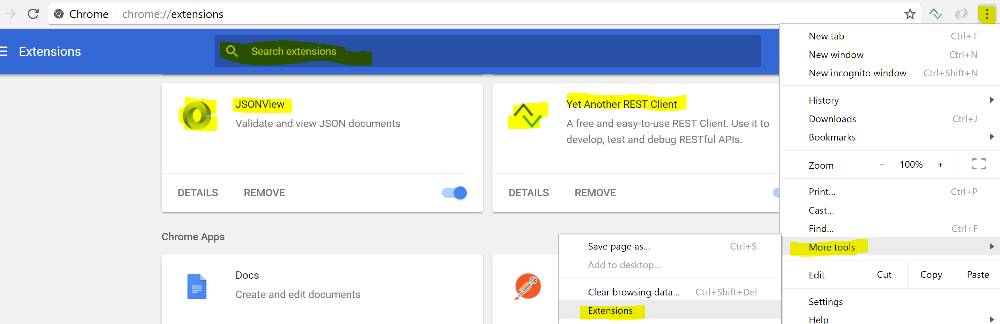 Chrome chrome://extensions
Extensions
Search extensions
JSONView
Validate and view JSON documents
DETAILS REMOVE
Yet Another REST Client
A free and easy-to-use REST Client. Use it to
develop, test and debug RESTful APIs.
DETAILS REMOVE
Chrome Apps
Docs
Create and edit documents
New tab Ctrl+T
New window Ctrl+N
New incognito window Ctrl+Shift+N
History
Downloads Ctrl+J
Bookmarks
Zoom − 100% +
Print... Ctrl+P
Cast...
Find... Ctrl+F
More tools
Edit Cut Copy Paste
Settings
Help
Save page as... Ctrl+S
Add to desktop...
Clear browsing data... Ctrl+Shift+Del
Extensions